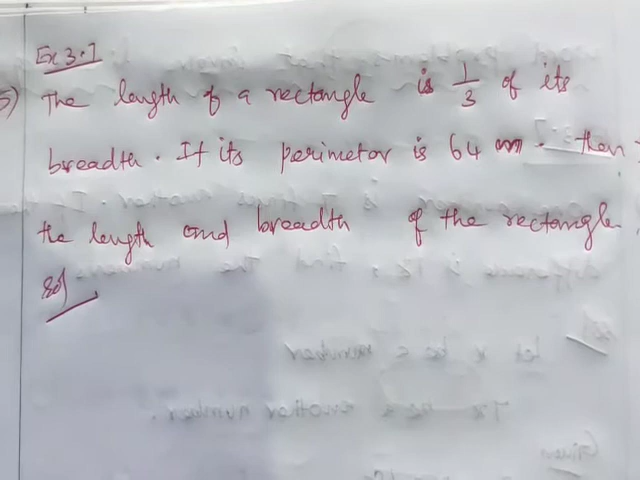 Ex 3.7
5) The length of a rectangle is 1/3 of its
breadth. If its perimeter is 64 m. then
the length and breadth of the rectangle.
Sol